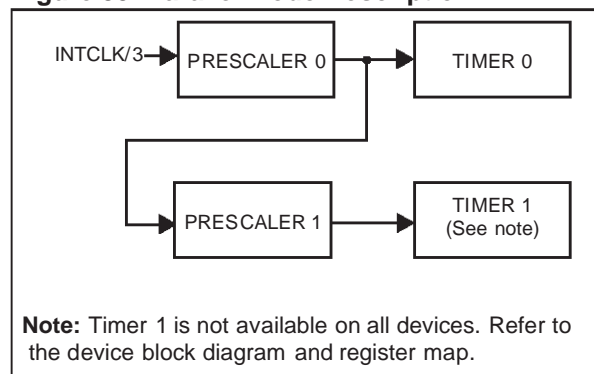 INTCLK/3
PRESCALER 0
TIMER 0
PRESCALER 1
TIMER 1
(See note)
Note: Timer 1 is not available on all devices. Refer to
the device block diagram and register map.